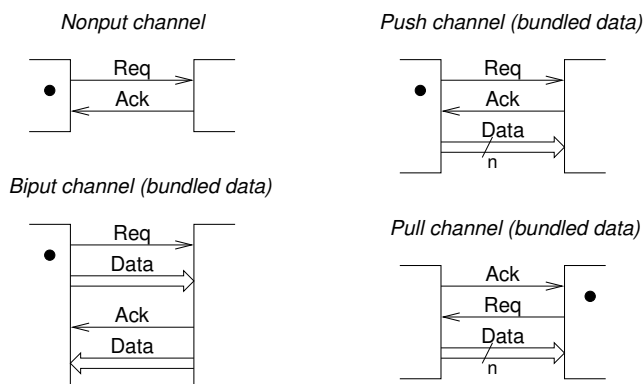 Nonput channel
Req
Ack
Push channel (bundled data)
Req
Ack
Data
n
Biput channel (bundled data)
Req
Data
Ack
Data
Pull channel (bundled data)
Ack
Req
Data
n